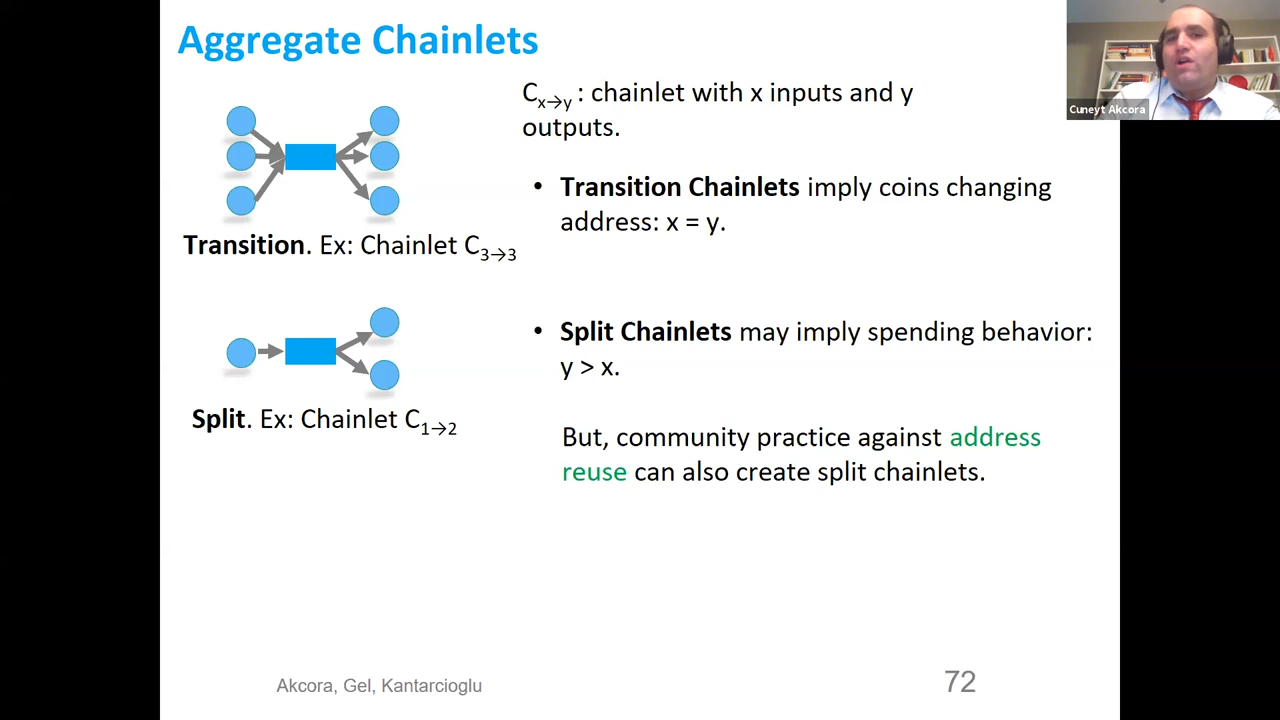 Aggregate Chainlets
Cuneyt Akcora
Cx→y : chainlet with x inputs and y
outputs.
• Transition Chainlets imply coins changing
address: x = y.
Transition. Ex: Chainlet C3→3
• Split Chainlets may imply spending behavior:
y > x.
Split. Ex: Chainlet C1→2
But, community practice against address
reuse can also create split chainlets.
Akcora, Gel, Kantarcioglu
72